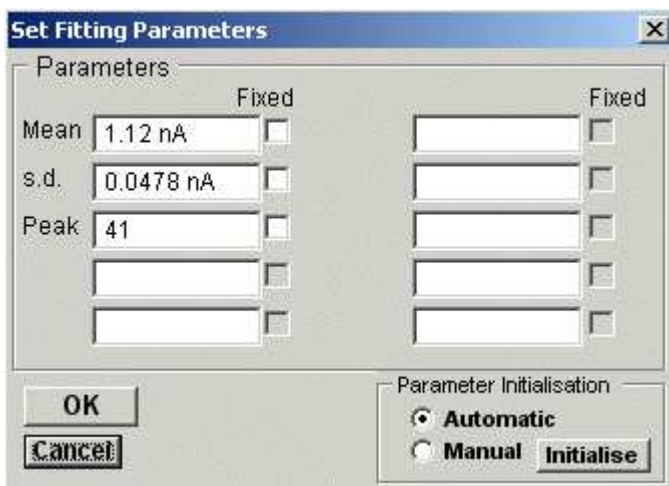 Set Fitting Parameters
Parameters
Fixed Fixed
Mean 1.12 nA
s.d. 0.0478 nA
Peak 41
OK
Cancel
Parameter Initialisation
Automatic
Manual Initialise